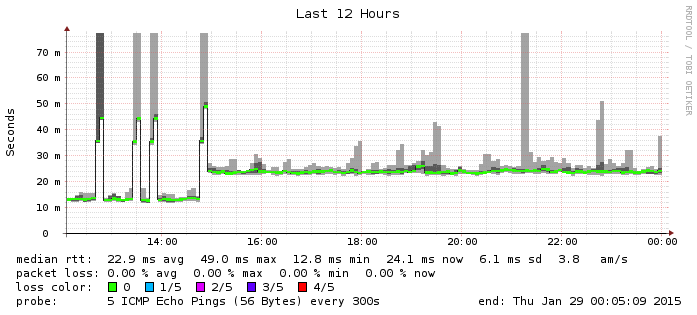 Last 12 Hours
RRDTOOL / TOBI OETIKER
Seconds
70 m
60 m
50 m
40 m
30 m
20 m
10 m
0
14:00 16:00 18:00 20:00 22:00 00:00
median rtt: 22.9 ms avg 49.0 ms max 12.8 ms min 24.1 ms now 6.1 ms sd 3.8 am/s
packet loss: 0.00 % avg 0.00 % max 0.00 % min 0.00 % now
loss color: 0 1/5 2/5 3/5 4/5
probe: 5 ICMP Echo Pings (56 Bytes) every 300s end: Thu Jan 29 00:05:09 2015